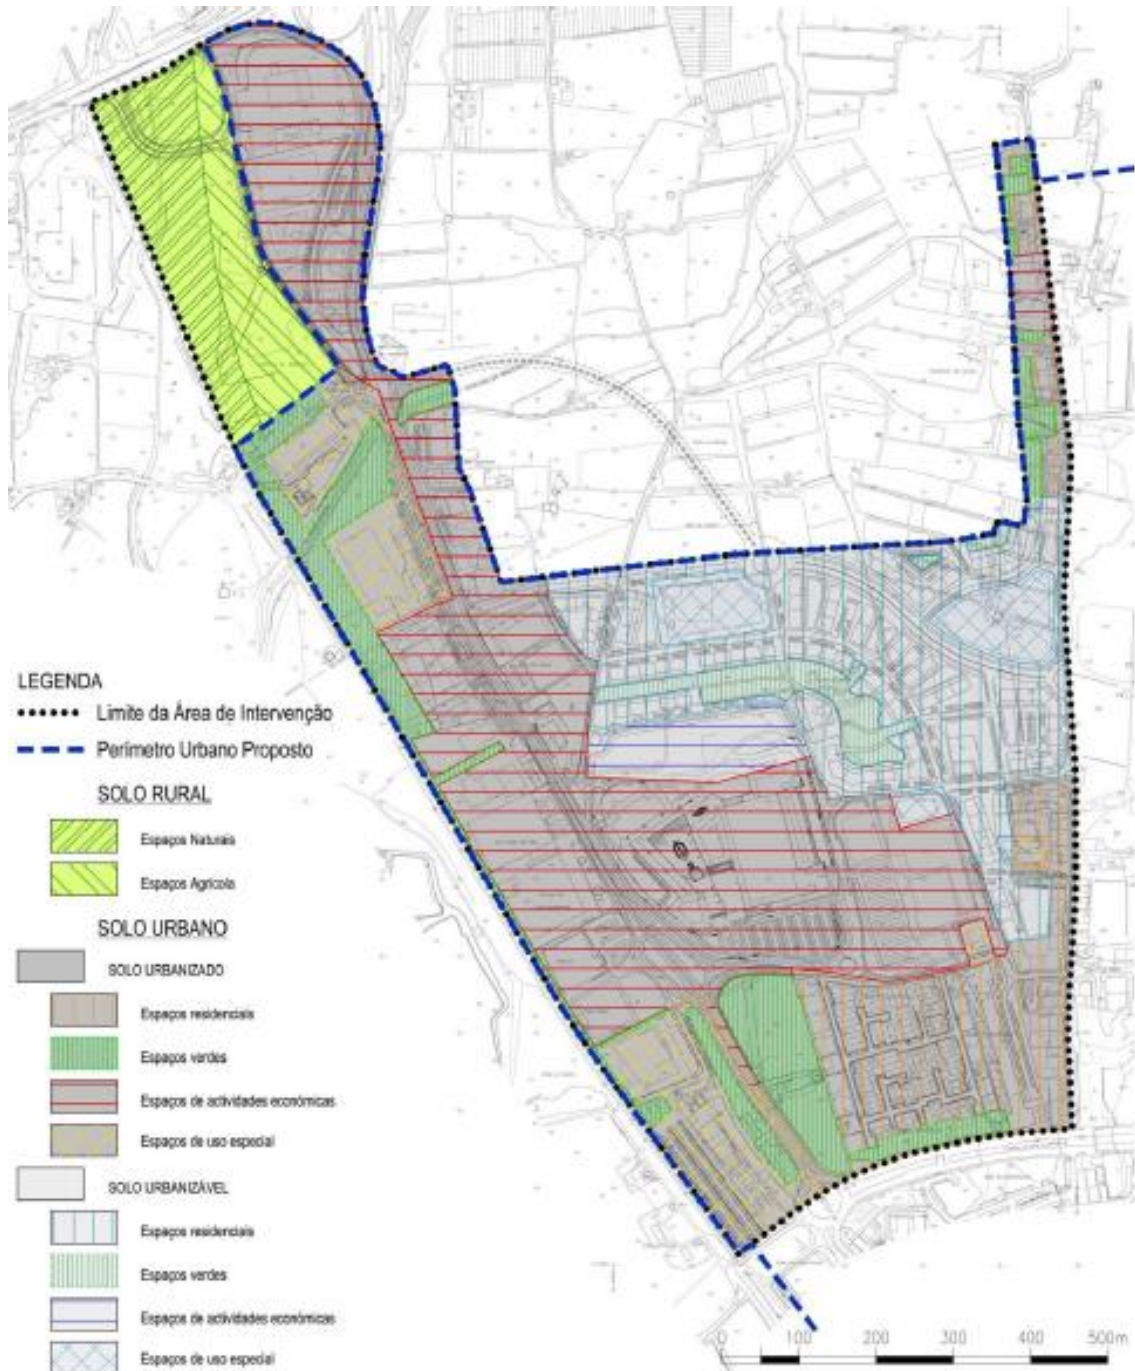 LEGENDA
Limite da Área de Intervenção
Perímetro Urbano Proposto
SOLO RURAL
Espaços Naturais
Espaços Agrícola
SOLO URBANO
SOLO URBANIZADO
Espaços residenciais
Espaços verdes
Espaços de actividades económicas
Espaços de uso especial
SOLO URBANIZÁVEL
Espaços residenciais
Espaços verdes
Espaços de actividades económicas
Espaços de uso especial
0 100 200 300 400 500m